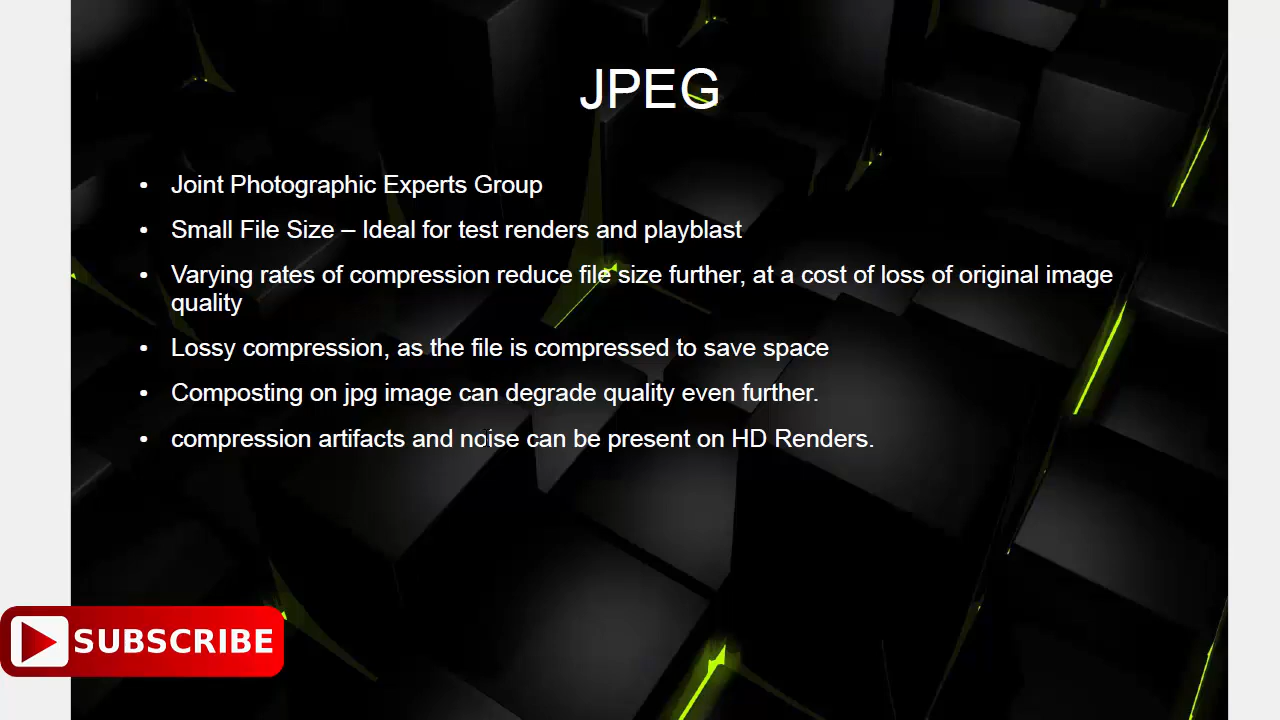 JPEG
• Joint Photographic Experts Group
• Small File Size – Ideal for test renders and playblast
• Varying rates of compression reduce file size further, at a cost of loss of original image
quality
• Lossy compression, as the file is compressed to save space
• Composting on jpg image can degrade quality even further.
• compression artifacts and noise can be present on HD Renders.
SUBSCRIBE